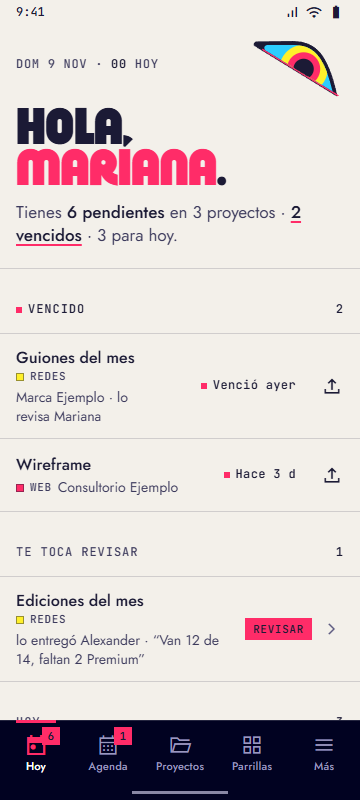 9:41
DOM 9 NOV · 00 HOY
HOLA,
MARIANA.
Tienes 6 pendientes en 3 proyectos · 2
vencidos · 3 para hoy.
VENCIDO 2
Guiones del mes
REDES
Marca Ejemplo · lo
revisa Mariana
Venció ayer
Wireframe
WEB Consultorio Ejemplo
Hace 3 d
TE TOCA REVISAR 1
Ediciones del mes
REDES
lo entregó Alexander · “Van 12 de
14, faltan 2 Premium”
REVISAR
6 1
Hoy Agenda Proyectos Parrillas Más